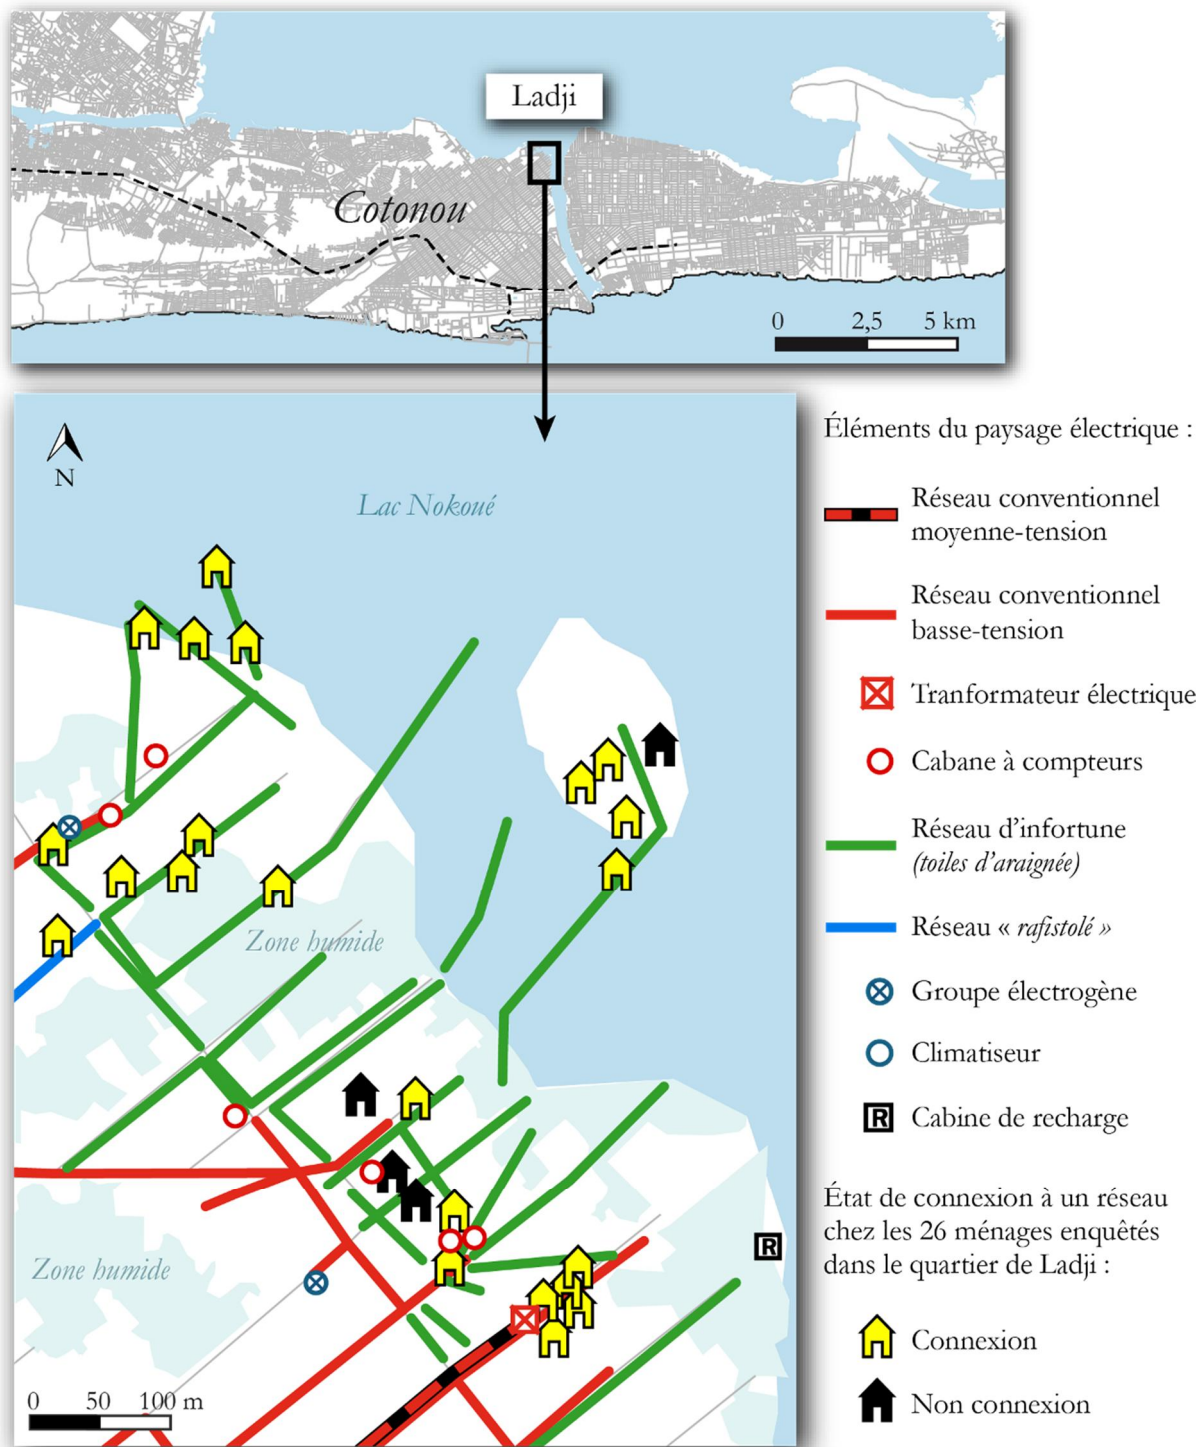 Ladji
Cotonou
0 2,5 5 km
N
Lac Nokoué
Zone humide
Zone humide
R
0 50 100 m
Éléments du paysage électrique :
Réseau conventionnel
moyenne-tension
Réseau conventionnel
basse-tension
Tranformateur électrique
Cabane à compteurs
Réseau d'infortune
(toiles d'araignée)
Réseau « rafistolé »
Groupe électrogène
Climatiseur
R Cabine de recharge
État de connexion à un réseau
chez les 26 ménages enquêtés
dans le quartier de Ladji :
Connexion
Non connexion